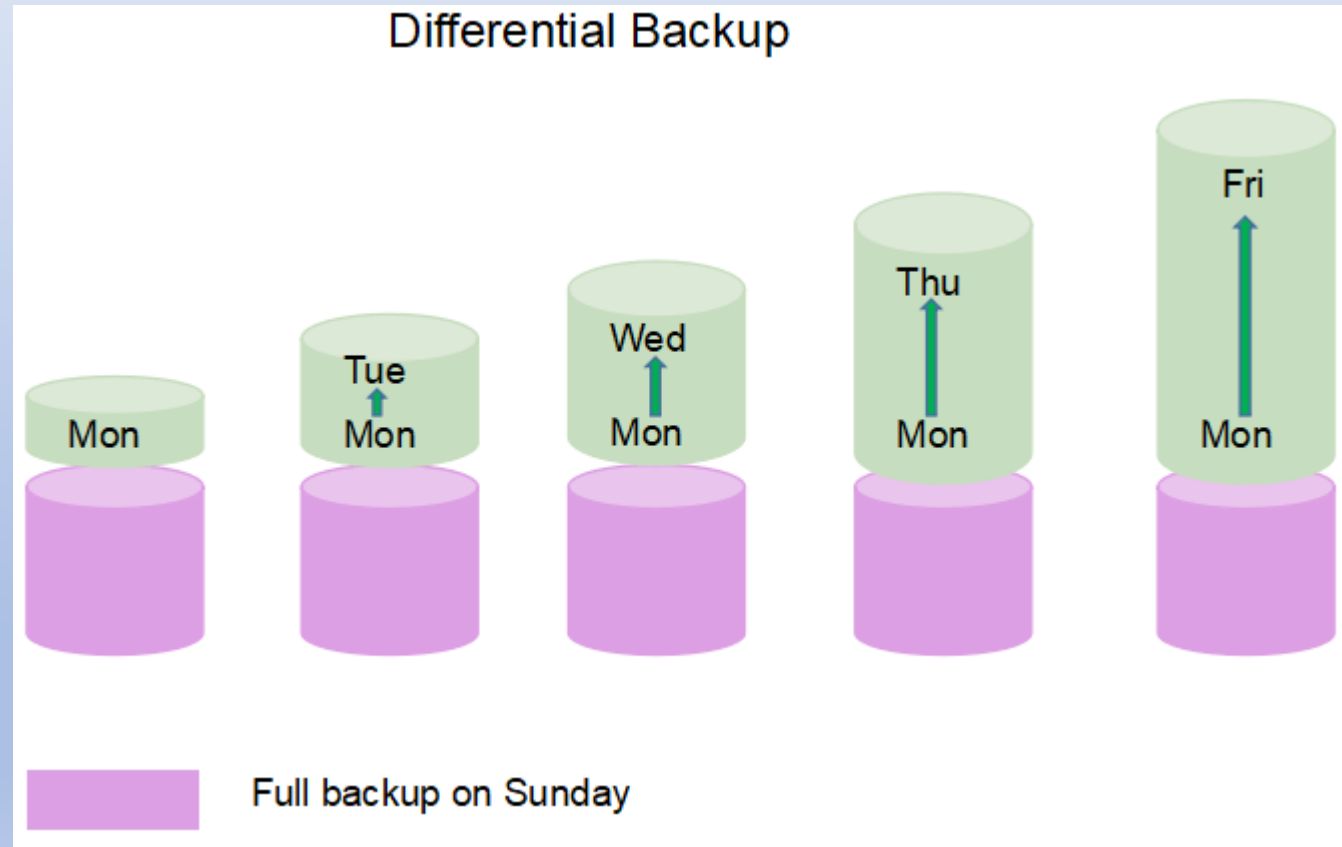 Differential Backup
Fri
Thu
Wed
Tue
Mon
Mon
Mon
Mon
Mon
Full backup on Sunday